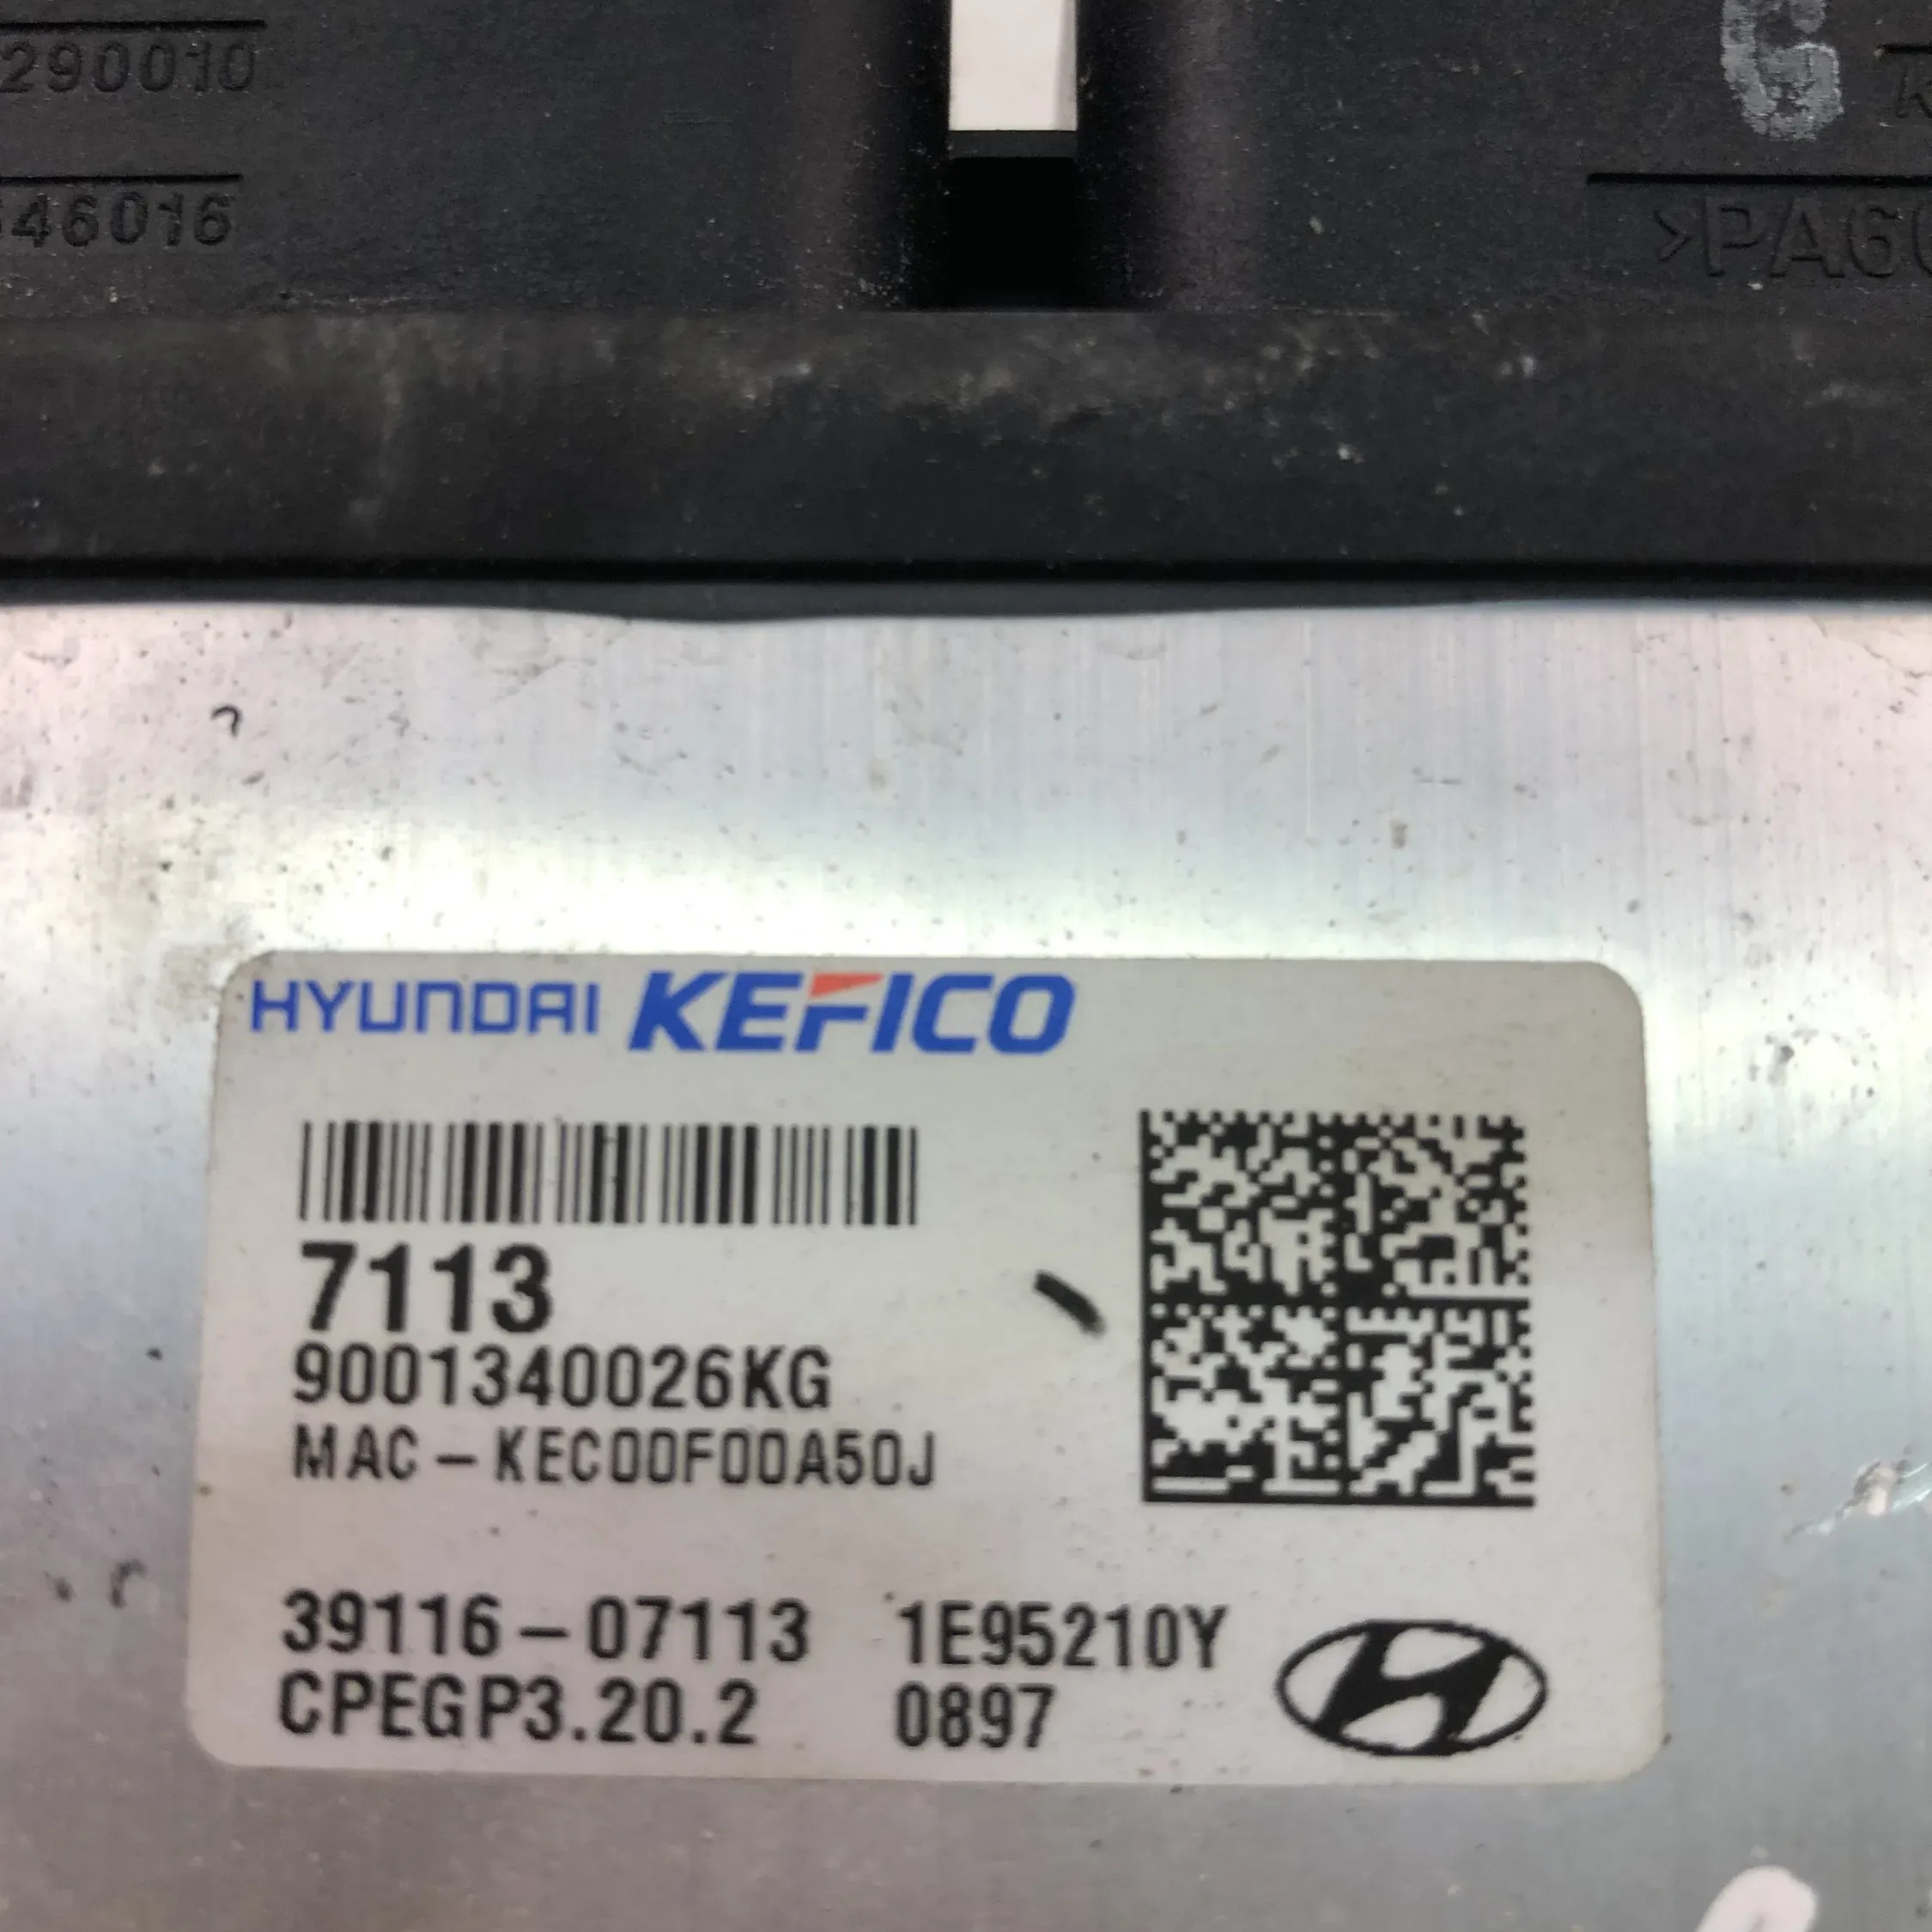 290010
46016
>PA6
HYUNDAI KEFICO
7113
9001340026KG
MAC-KEC00F00A50J
39116-07113 1E95210Y
CPEGP3.20.2 0897